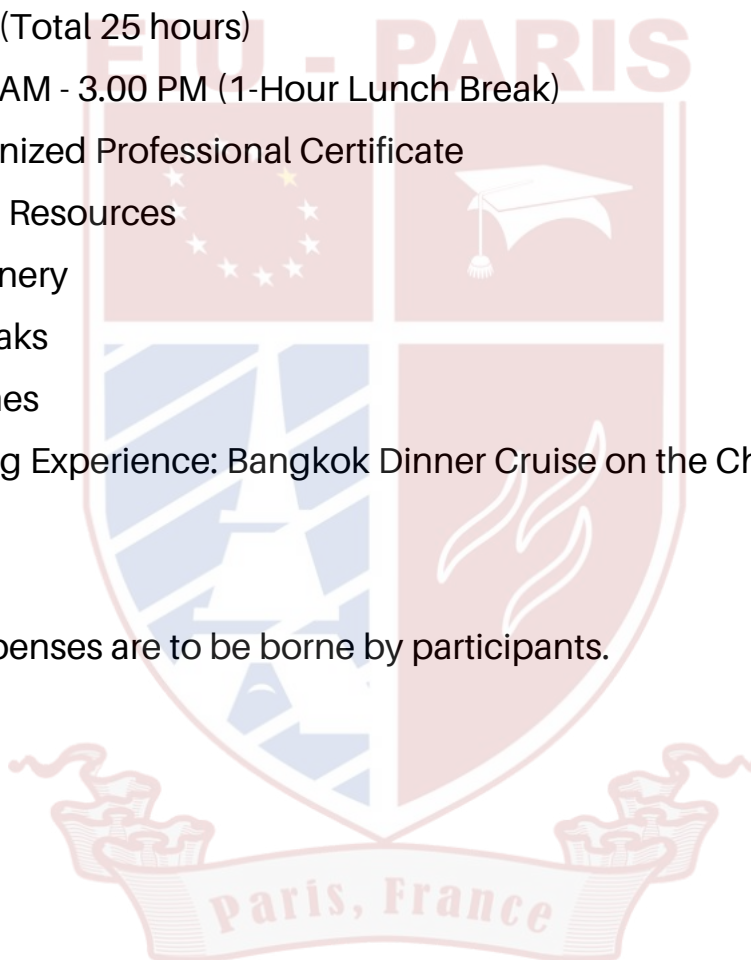 EIU - PARIS
(Total 25 hours)
AM - 3.00 PM (1-Hour Lunch Break)
nized Professional Certificate
Resources
nery
aks
es
g Experience: Bangkok Dinner Cruise on the Ch
penses are to be borne by participants.
Paris, France